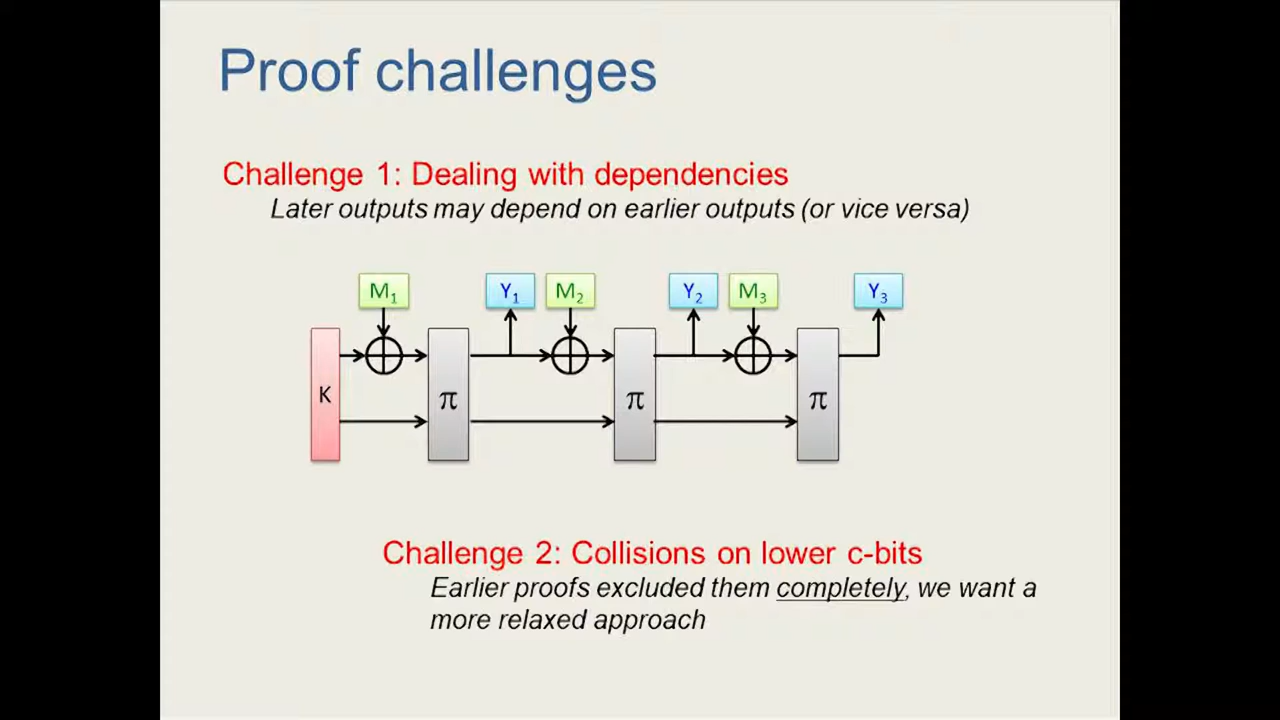 Proof challenges
Challenge 1: Dealing with dependencies
Later outputs may depend on earlier outputs (or vice versa)
M1 Y1 M2 Y2 M3 Y3
K π π π
Challenge 2: Collisions on lower c-bits
Earlier proofs excluded them completely, we want a
more relaxed approach